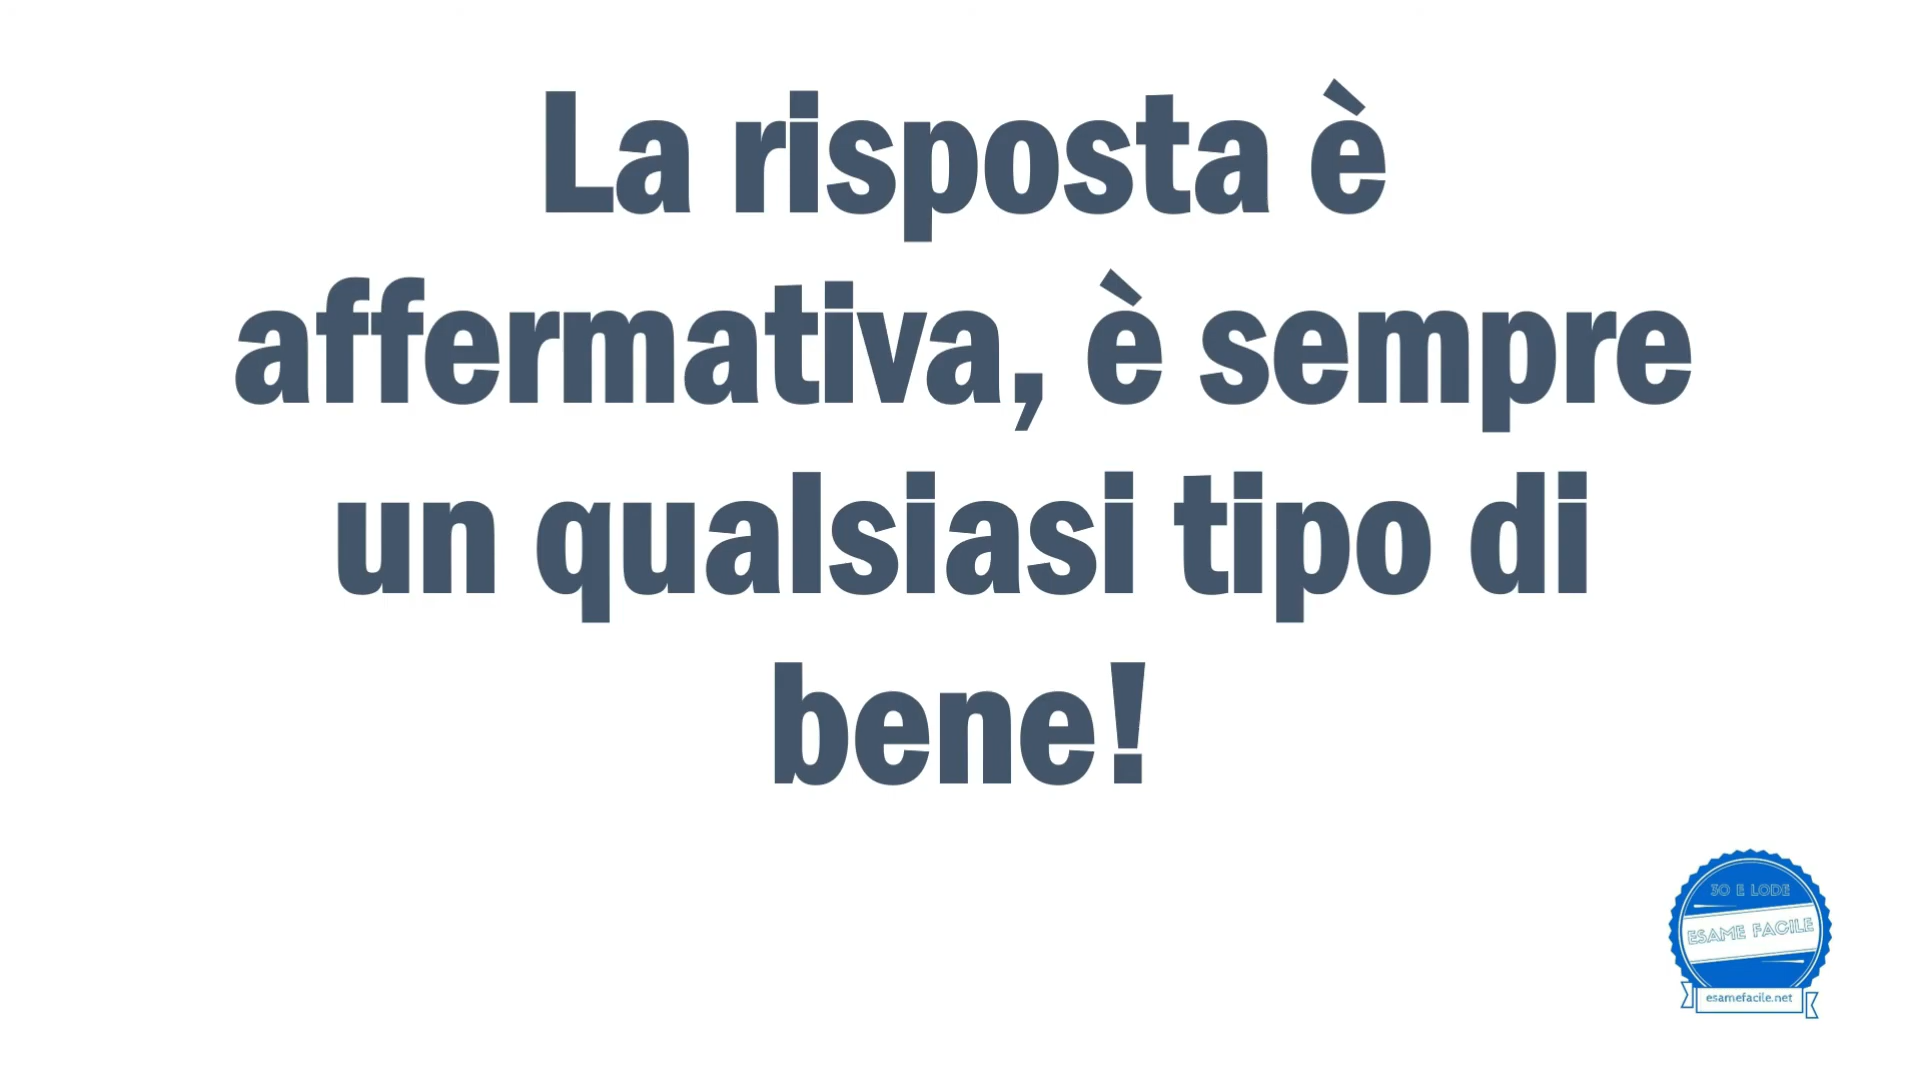 La risposta è
affermativa, è sempre
un qualsiasi tipo di
bene!
30 E LODE
ESAME FACILE
esamefacile.net